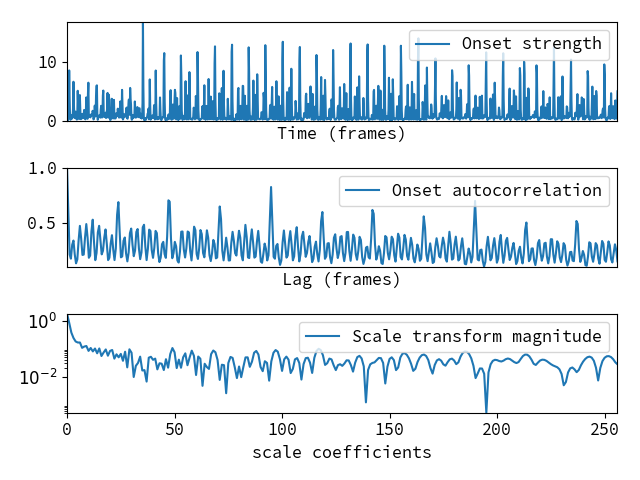 10
0
Onset strength
Time (frames)
1.0
0.5
Onset autocorrelation
Lag (frames)
10⁰
10⁻²
Scale transform magnitude
0 50 100 150 200 250
scale coefficients